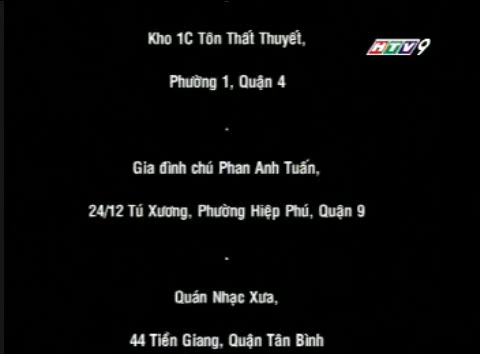 Kho 1C Tôn Thất Thuyết,
HTV9
Phường 1, Quận 4
-
Gia đình chú Phan Anh Tuấn,
24/12 Tú Xương, Phường Hiệp Phú, Quận 9
-
Quán Nhạc Xưa,
44 Tiền Giang, Quận Tân Bình